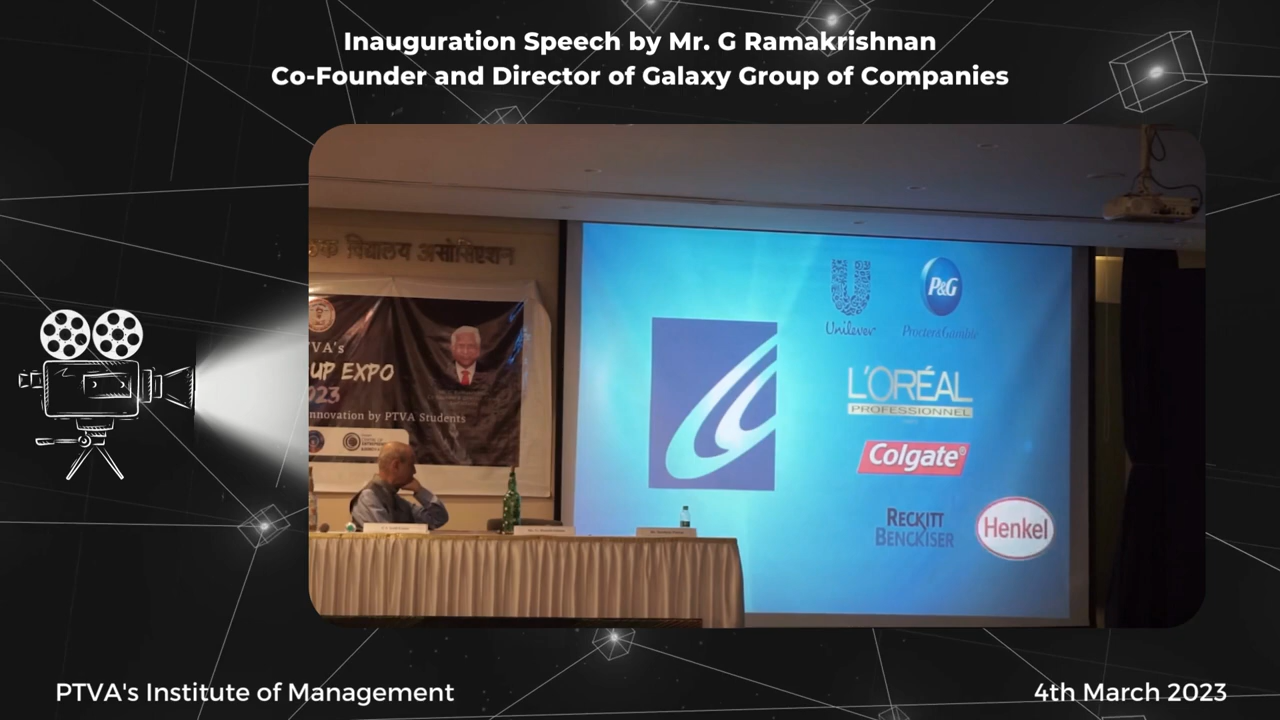 Inauguration Speech by Mr. G Ramakrishnan
Co-Founder and Director of Galaxy Group of Companies
विद्यालय असोसिएशन
VA's
UP EXPO
023
nnovation by PTVA Students
Unilever
P&G
Procter & Gamble
L'ORÉAL
PROFESSIONNEL
Colgate®
RECKITT
BENCKISER
Henkel
PTVA's Institute of Management
4th March 2023